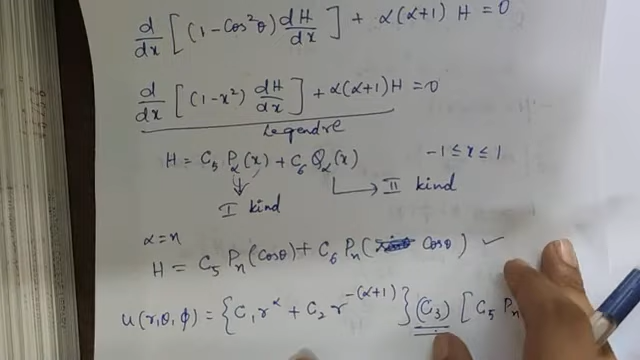 d/dx [(1-Cos²θ) dH/dx] + α(α+1) H = 0
d/dx [(1-x²) dH/dx] + α(α+1) H = 0
Legendre
H = C₅ Pα(x) + C₆ Qα(x) -1 ≤ x ≤ 1
I kind II kind
α = n
H = C₅ Pₙ(Cosθ) + C₆ Pₙ( Cosθ) ✓
u(r,θ,φ) = {C₁ r^α + C₂ r^-(α+1)} (C₃) [C₅ Pₙ